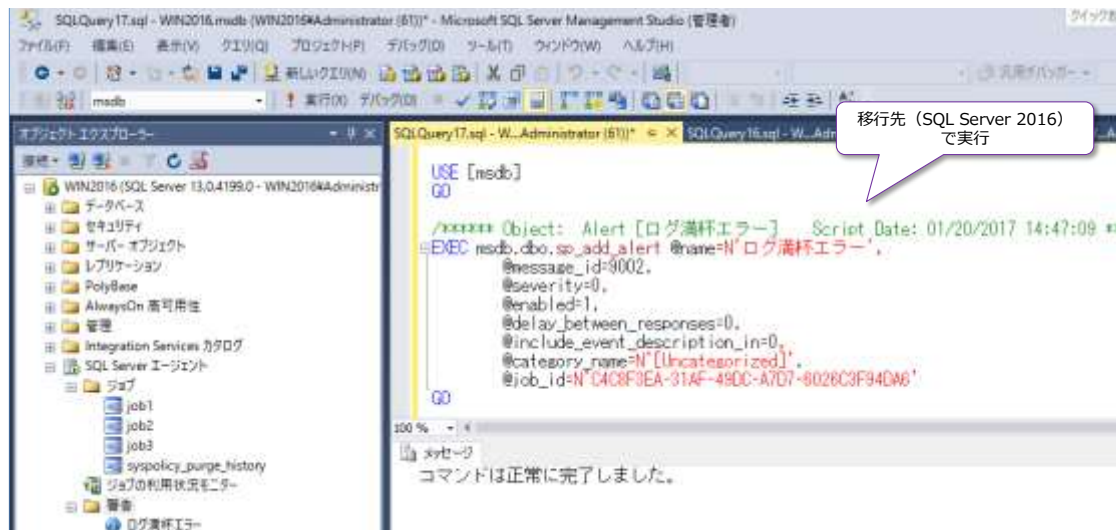 SQLQuery17.sql - WIN2016.msdb (WIN2016¥Administrator (61))* - Microsoft SQL Server Management Studio (管理者)
ファイル(F) 編集(E) 表示(V) クエリ(Q) プロジェクト(P) デバッグ(D) ツール(T) ウィンドウ(W) ヘルプ(H)
新しいクエリ(N)
msdb 実行(X) デバッグ(D)
オブジェクト エクスプローラー
接続
WIN2016 (SQL Server 13.0.4199.0 - WIN2016¥Administr
データベース
セキュリティ
サーバー オブジェクト
レプリケーション
PolyBase
AlwaysOn 高可用性
管理
Integration Services カタログ
SQL Server エージェント
ジョブ
job1
job2
job3
syspolicy_purge_history
ジョブの利用状況モニター
警告
ログ満杯エラー
SQLQuery17.sql - W...Administrator (61))* SQLQuery16.sql - W...Adm
移行先（SQL Server 2016）
で実行
USE [msdb]
GO
/****** Object: Alert [ログ満杯エラー] Script Date: 01/20/2017 14:47:09 **
EXEC msdb.dbo.sp_add_alert @name=N'ログ満杯エラー',
@message_id=9002,
@severity=0,
@enabled=1,
@delay_between_responses=0,
@include_event_description_in=0,
@category_name=N'[Uncategorized]',
@job_id=N'C4C8F3EA-31AF-49DC-A7D7-6026C3F94DA6'
GO
100 %
メッセージ
コマンドは正常に完了しました。